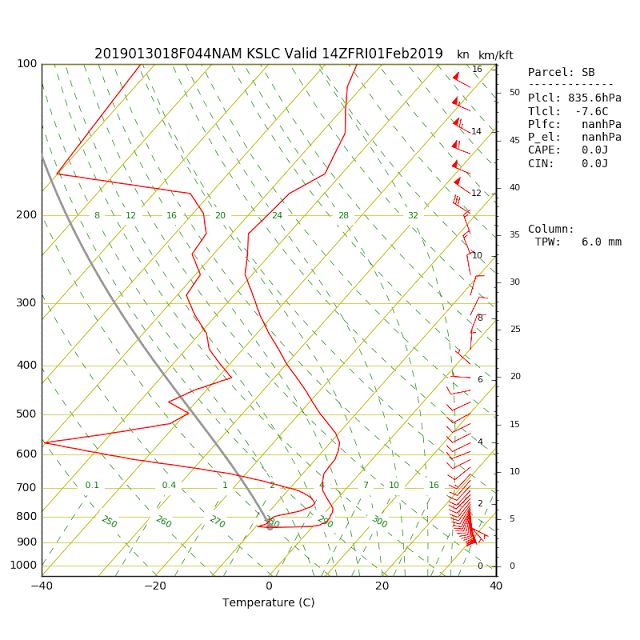 2019013018F044NAM KSLC Valid 14ZFRI01Feb2019 kn km/kft
Parcel: SB
-------------
Plcl: 835.6hPa
Tlcl: -7.6C
Plfc: nanhPa
P_el: nanhPa
CAPE: 0.0J
CIN: 0.0J
Column:
TPW: 6.0 mm
100
200
300
400
500
600
700
800
900
1000
8 12 16 20 24 28 32
0.1 0.4 1 2 4 7 10 16
250 260 270 280 290 300
16
14
12
10
8
6
4
2
0
50
45
40
35
30
25
20
15
10
5
0
−40 −20 0 20 40
Temperature (C)